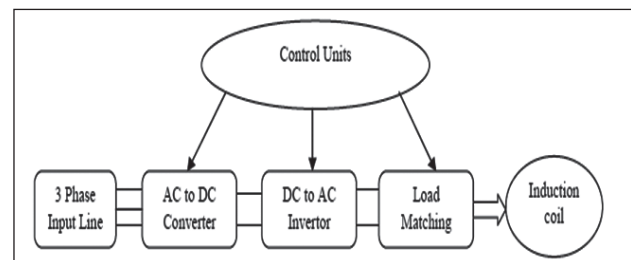 Control Units
3 Phase
Input Line
AC to DC
Converter
DC to AC
Invertor
Load
Matching
Induction
coil